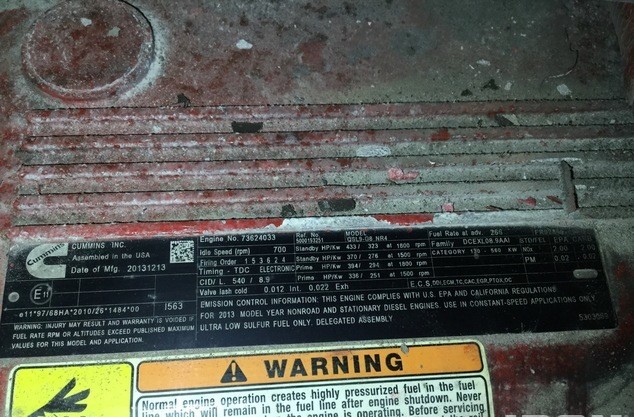 CUMMINS INC.
Assembled in the USA
Date of Mfg. 20131213
Cummins
E11
e11*97/68HA*2010/26*1484*00 I563
WARNING: INJURY MAY RESULT AND WARRANTY IS VOIDED IF
FUEL RATE RPM OR ALTITUDES EXCEED PUBLISHED MAXIMUM
VALUES FOR THIS MODEL AND APPLICATION.
Engine No. 73624033
Idle Speed (rpm) 700
Firing Order 1 5 3 6 2 4
Timing - TDC ELECTRONIC
CID/ L. 540 / 8.9
Valve lash cold 0.012 Int. 0.022 Exh
Ref. No. MODEL
QSL9-G6 NR4
Standby HP/Kw 433 / 323 at 1800 rpm
Standby HP/Kw 370 / 276 at 1500 rpm
Prime HP/Kw 394 / 294 at 1800 rpm
Prime HP/Kw 336 / 251 at 1500 rpm
Fuel Rate at adv.
Family DCEXL08.9AAI
CATEGORY
PM
E.C.S.
EMISSION CONTROL INFORMATION: THIS ENGINE COMPLIES WITH U.S. EPA AND CALIFORNIA REGULATIONS
FOR 2013 MODEL YEAR NONROAD AND STATIONARY DIESEL ENGINES. USE IN CONSTANT-SPEED APPLICATIONS ONLY
ULTRA LOW SULFUR FUEL ONLY. DELEGATED ASSEMBLY
WARNING
Normal engine operation creates highly pressurized fuel in the fuel
line which will remain in the fuel line after engine shutdown. Never